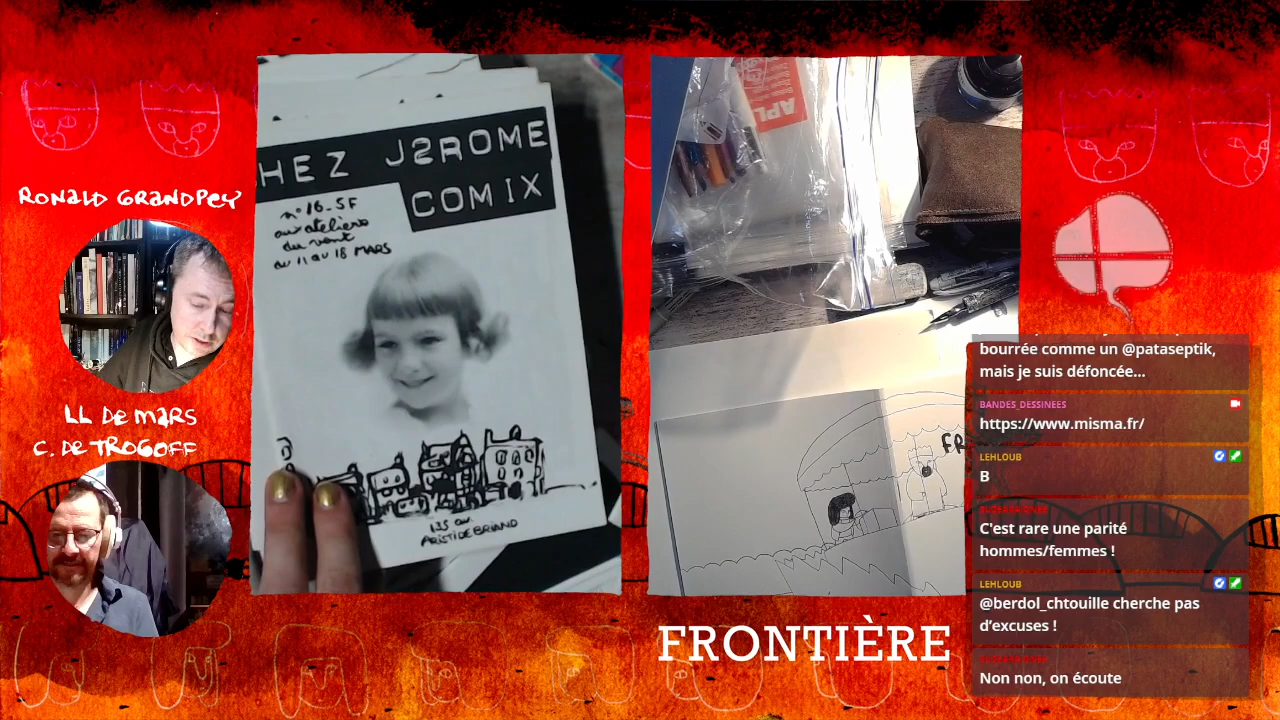 RONALD GRANDPEY
LL DE MARS
C. DE TROGOFF
HEZ J2ROME
COMIX
n°16_SF
aux ateliers
du vent
du 11 au 18 MARS
135 av.
ARISTIDE BRIAND
APLI
FR
FRONTIÈRE
bourrée comme un @pataseptik,
mais je suis défoncée...
BANDES_DESSINEES
https://www.misma.fr/
LEHLOUB
B
C'est rare une parité
hommes/femmes !
LEHLOUB
@berdol_chtouille cherche pas
d'excuses !
Non non, on écoute